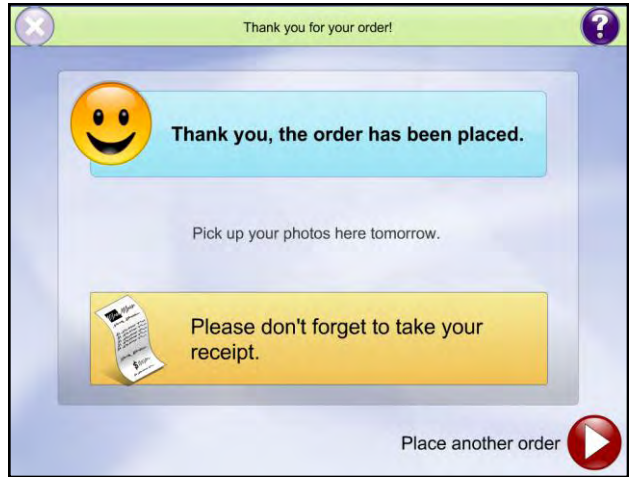 Thank you for your order!
?
Thank you, the order has been placed.
Pick up your photos here tomorrow.
Please don't forget to take your
receipt.
Place another order